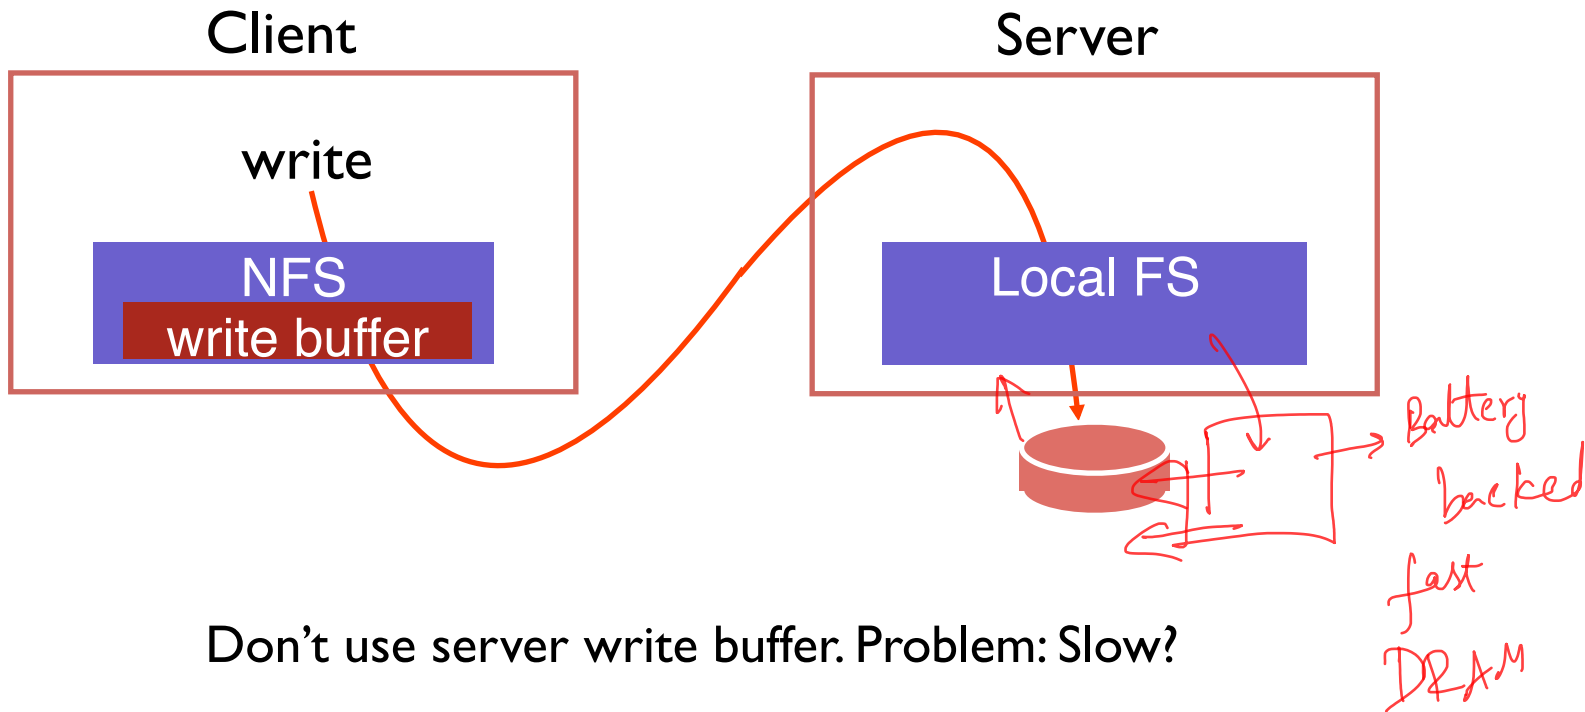 Client
Server
write
NFS
write buffer
Local FS
Battery
backed
fast
DRAM
Don't use server write buffer. Problem: Slow?